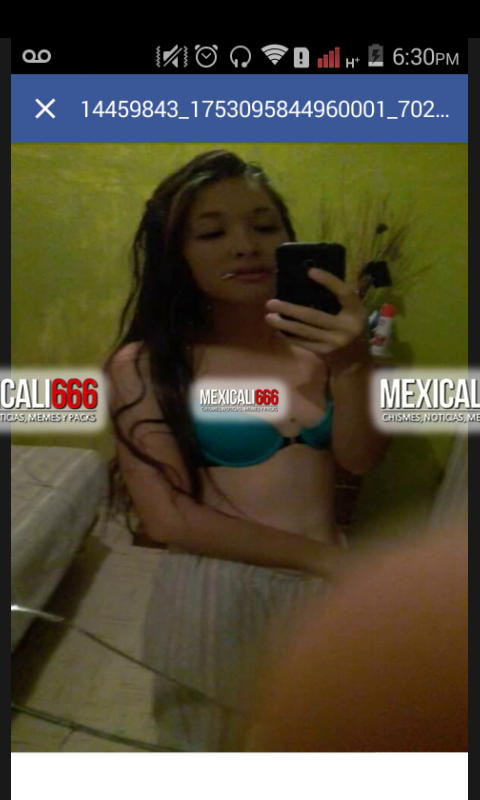 H+ 6:30PM
14459843_1753095844960001_702...
CALI666
TICIAS, MEMES Y PACKS
MEXICALI666
CHISMES, NOTICIAS, MEMES Y PACKS
MEXICAL
CHISMES, NOTICIAS, ME